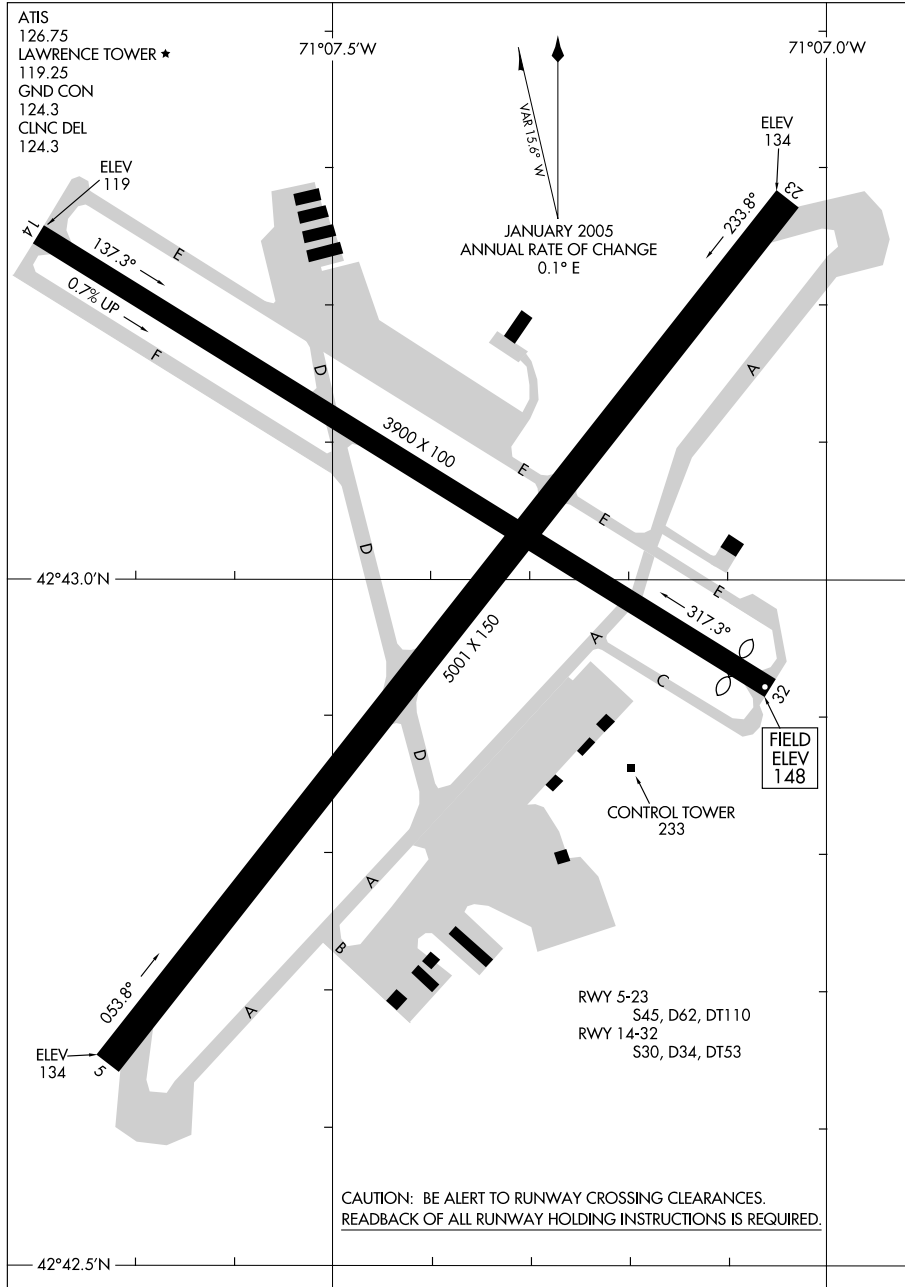 ATIS
126.75
LAWRENCE TOWER ★
119.25
GND CON
124.3
CLNC DEL
124.3
71°07.5'W
71°07.0'W
VAR 15.6° W
JANUARY 2005
ANNUAL RATE OF CHANGE
0.1° E
ELEV
134
23
233.8°
ELEV
119
14
137.3°
0.7% UP
E
F
D
A
3900 X 100
E
E
D
42°43.0'N
E
317.3°
A
5001 X 150
C
32
FIELD
ELEV
148
D
CONTROL TOWER
233
A
B
053.8°
A
RWY 5-23
S45, D62, DT110
RWY 14-32
S30, D34, DT53
ELEV
134
5
CAUTION: BE ALERT TO RUNWAY CROSSING CLEARANCES.
READBACK OF ALL RUNWAY HOLDING INSTRUCTIONS IS REQUIRED.
42°42.5'N